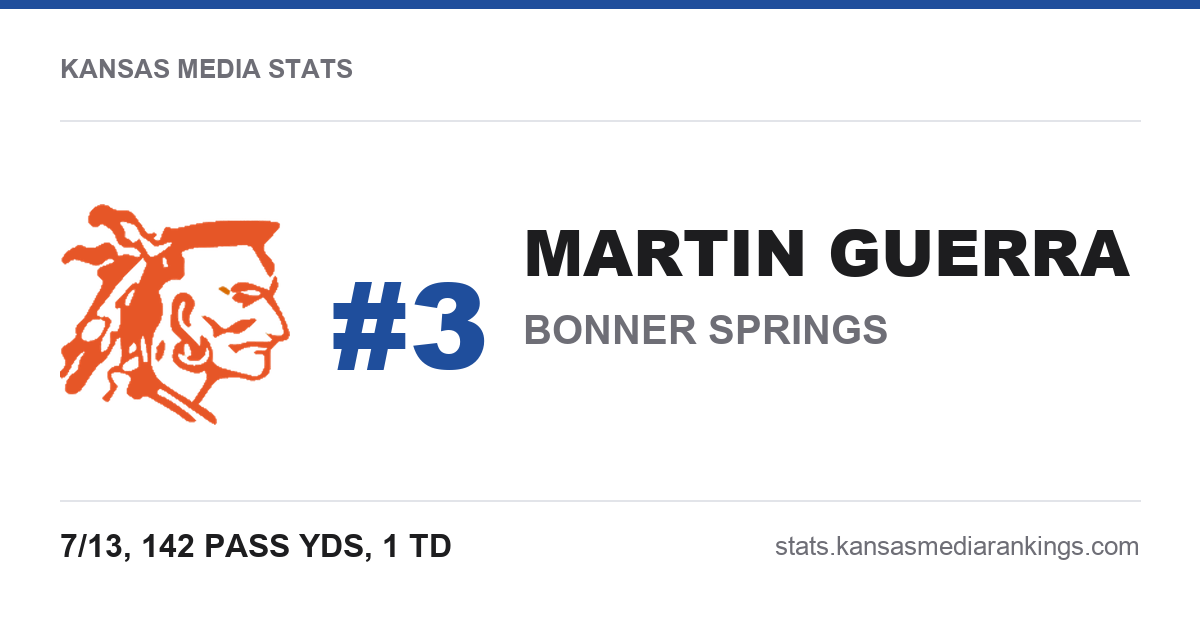 KANSAS MEDIA STATS
#3
MARTIN GUERRA
BONNER SPRINGS
7/13, 142 PASS YDS, 1 TD
stats.kansasmediarankings.com